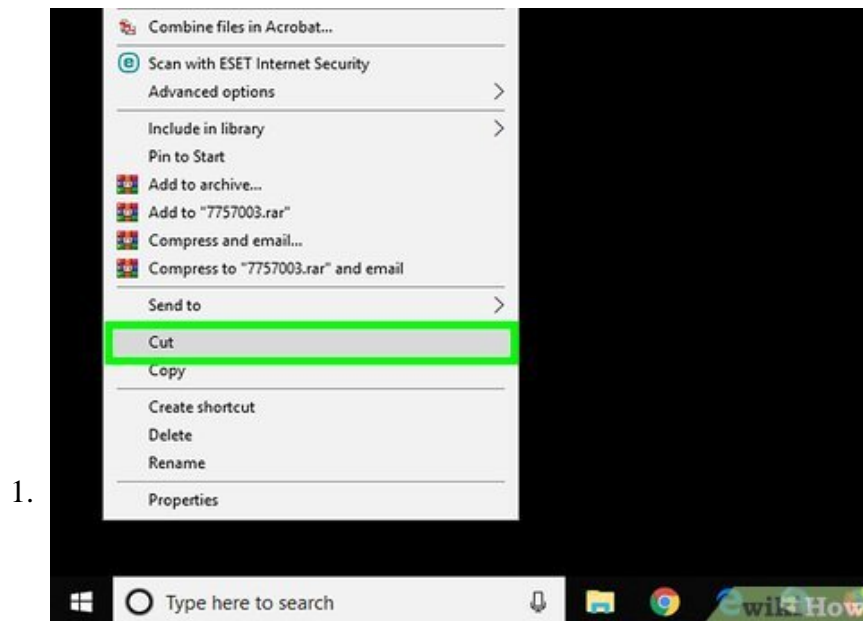 Combine files in Acrobat...
Scan with ESET Internet Security
Advanced options
Include in library
Pin to Start
Add to archive...
Add to "7757003.rar"
Compress and email...
Compress to "7757003.rar" and email
Send to
Cut
Copy
Create shortcut
Delete
Rename
1.
Properties
Type here to search
wikiHow